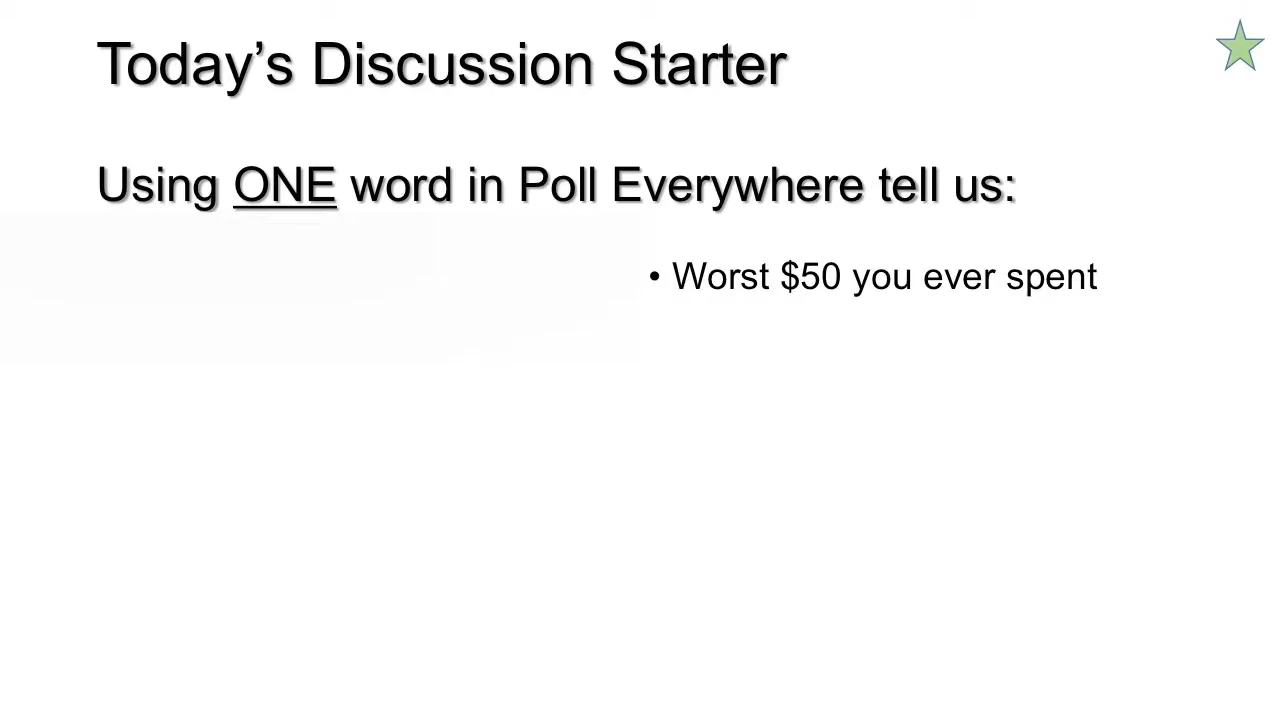 Today’s Discussion Starter
Using ONE word in Poll Everywhere tell us:
• Worst $50 you ever spent